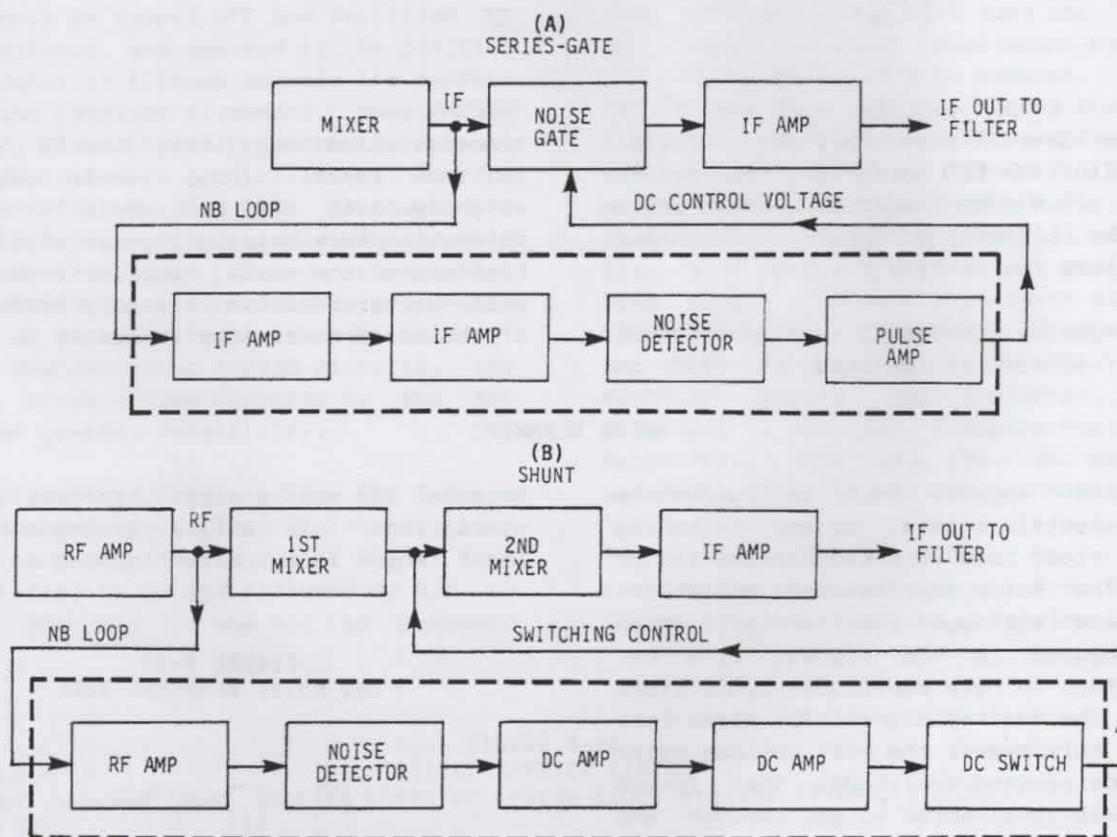 (A)
SERIES-GATE
MIXER
IF
NOISE
GATE
IF AMP
IF OUT TO
FILTER
NB LOOP
DC CONTROL VOLTAGE
IF AMP
IF AMP
NOISE
DETECTOR
PULSE
AMP
(B)
SHUNT
RF AMP
RF
1ST
MIXER
2ND
MIXER
IF AMP
IF OUT TO
FILTER
NB LOOP
SWITCHING CONTROL
RF AMP
NOISE
DETECTOR
DC AMP
DC AMP
DC SWITCH